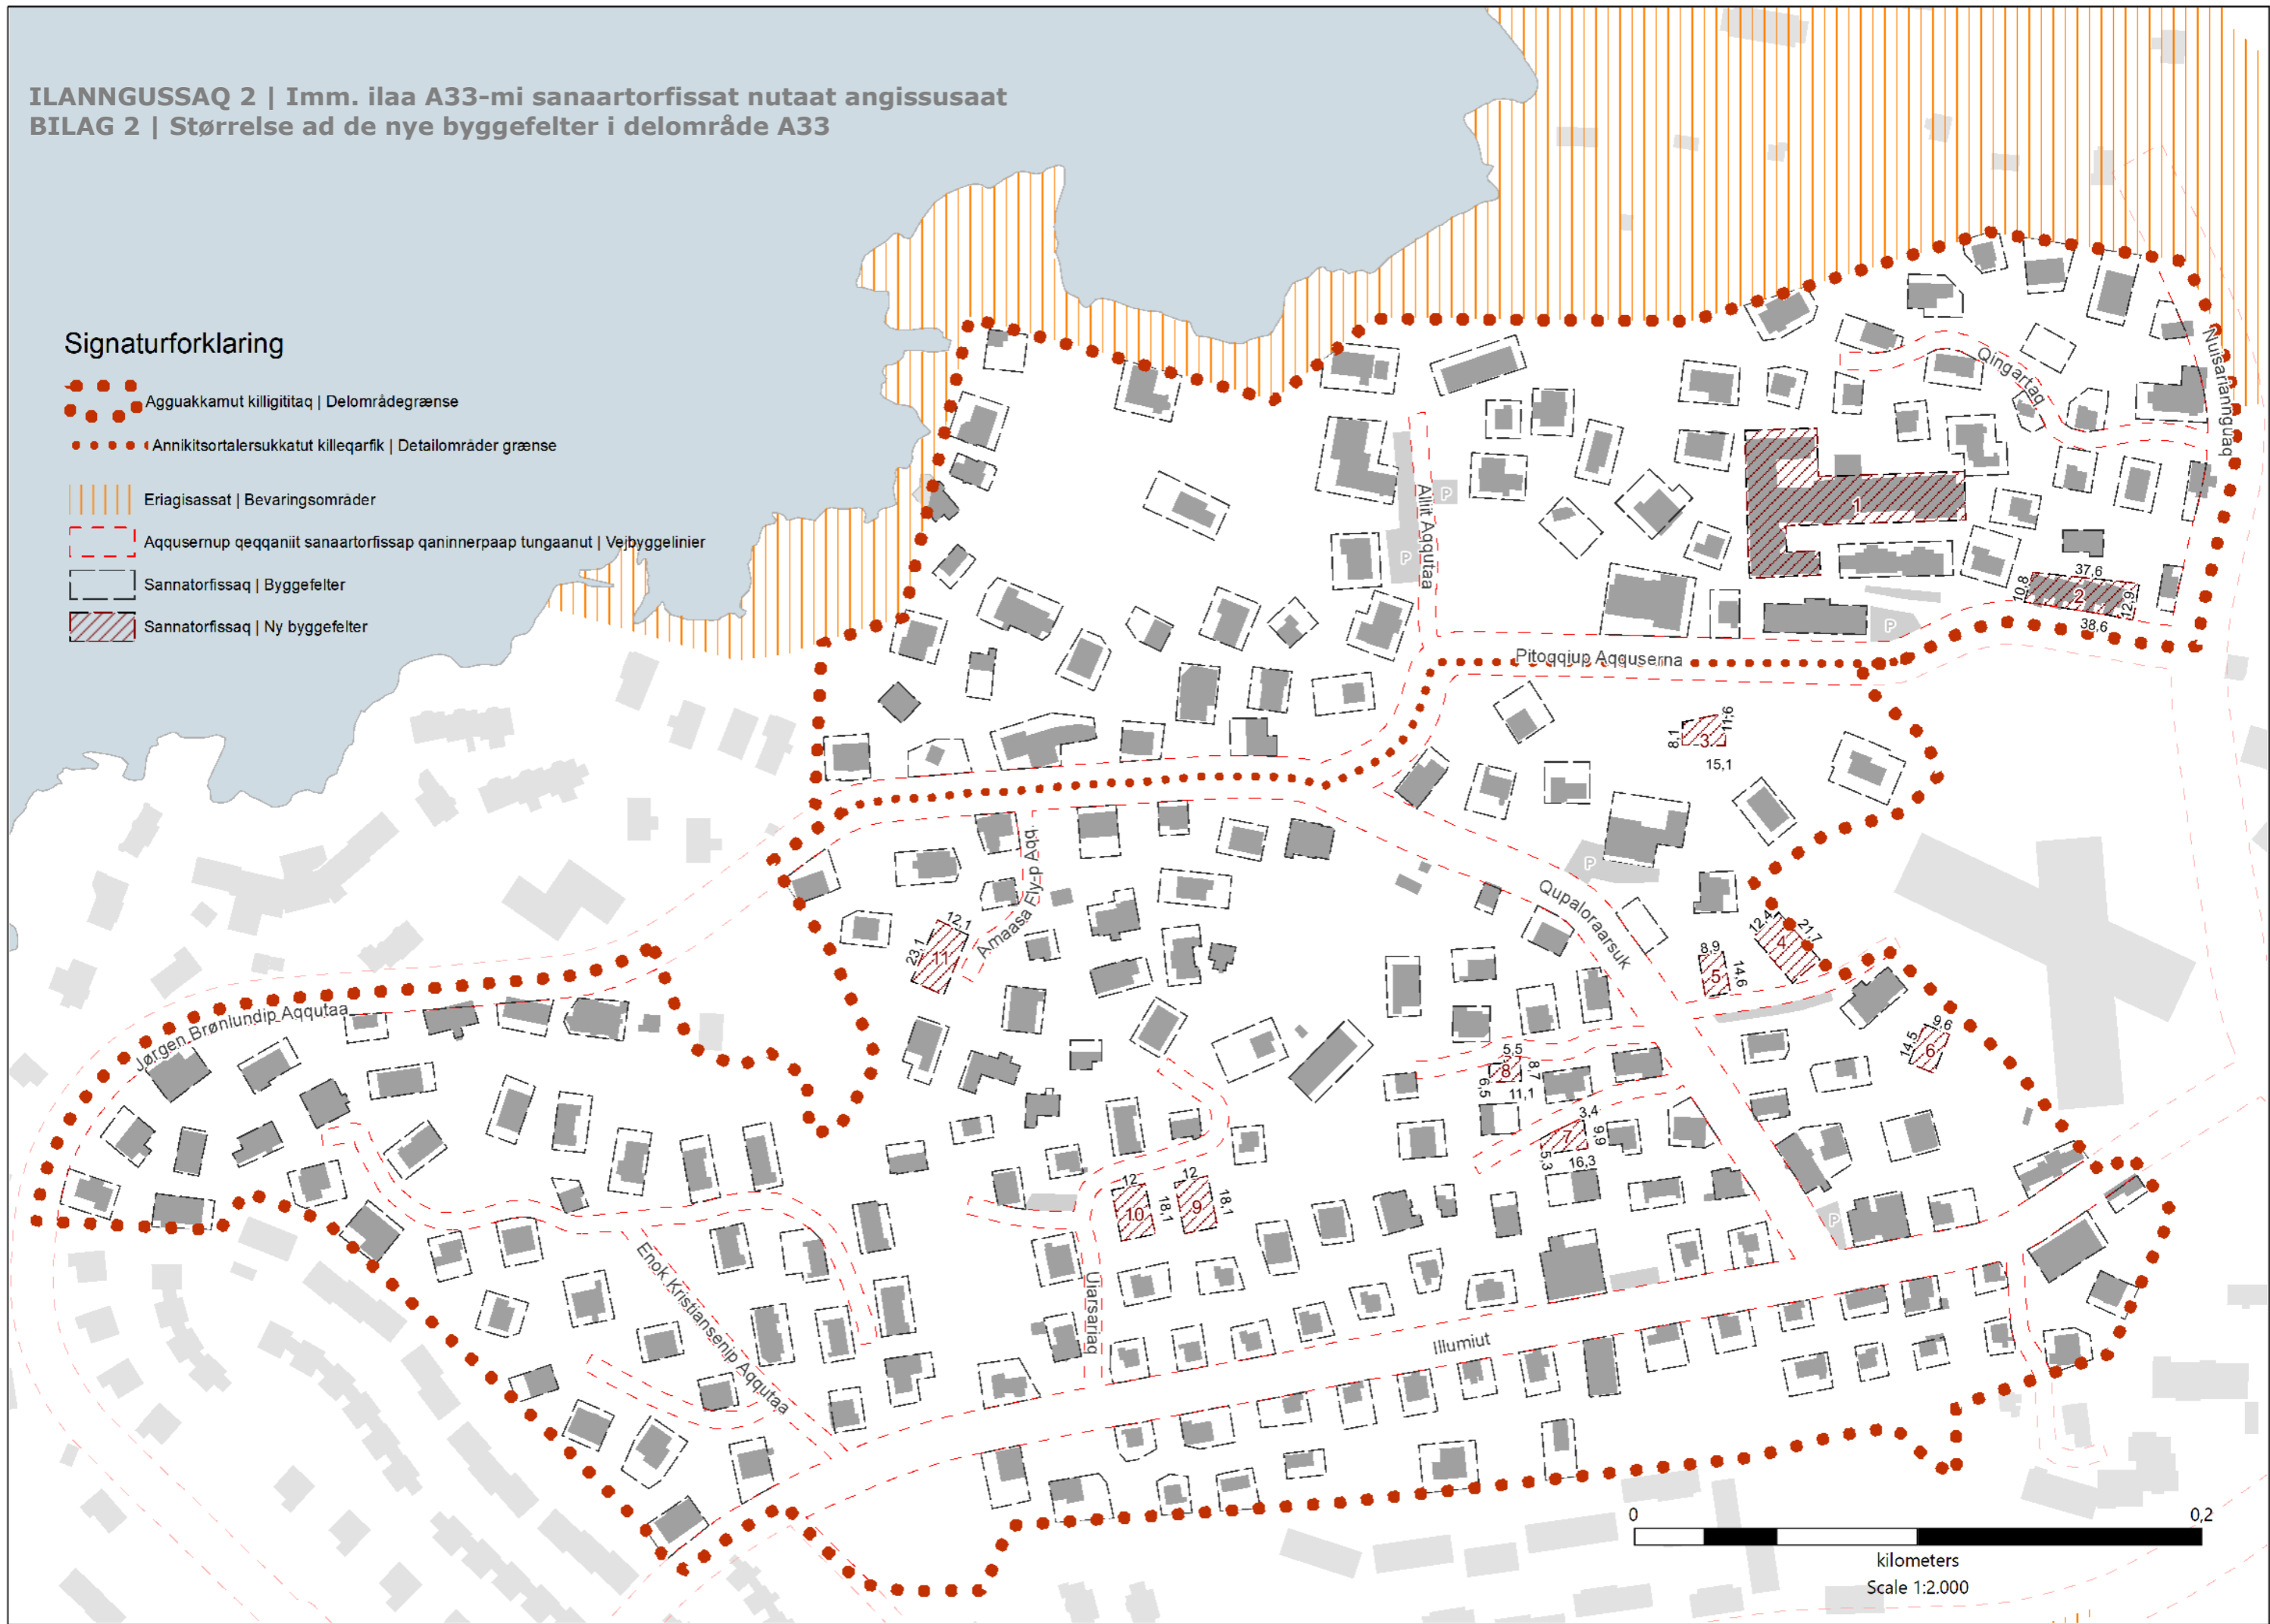 ILANNGUSSAQ 2 | Imm. ilaa A33-mi sanaartorfissat nutaat angissusaat
BILAG 2 | Størrelse ad de nye byggefelter i delområde A33
Signaturforklaring
Agguakkamut killigititaq | Delområdegrænse
Annikitsortalersukkatut killeqarfik | Detailområder grænse
Eriagisassat | Bevaringsområder
Aqqusernup qeqqaniit sanaartorfissap qaninnerpaap tungaanut | Vejbyggelinier
Sannatorfissaq | Byggefelter
Sannatorfissaq | Ny byggefelter
Qingartaq
Nuisariannguaq
Alliit Aqqutaa
P
P
1
37,6
10,8
2
12,9
38,6
P
Pitoqqiup Aqquserna
11,6
8,1
3
15,1
P
Amaasa Ely-p Aqq
Qupaloraarsuk
12,1
23,1
11
12,4
21,7
4
8,9
5
14,6
Jørgen Brønlundip Aqqutaa
9,6
14,5
6
5,5
8
8,7
6,5
11,1
3,4
7
9,9
5,3
16,3
12
10
18,1
12
9
18,1
P
Enok Kristiansenip Aqqutaa
Uarsariaq
Illumiut
0
0,2
kilometers
Scale 1:2.000